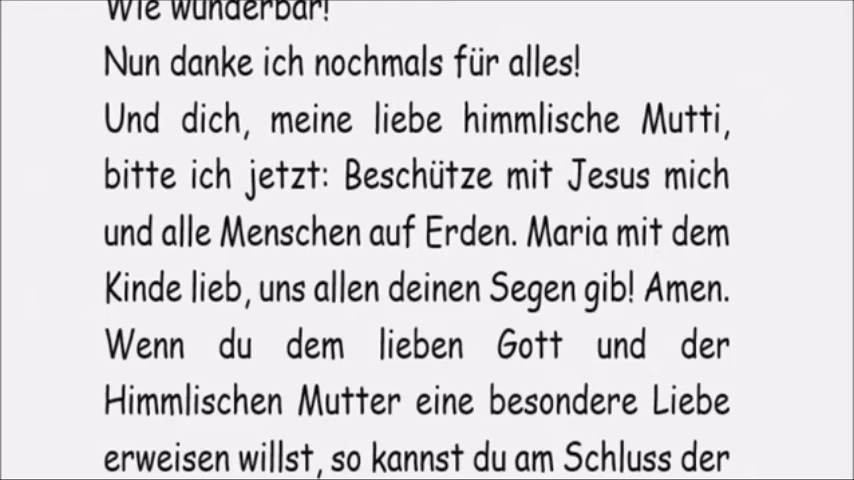 Wie wunderbar!
Nun danke ich nochmals für alles!
Und dich, meine liebe himmlische Mutti,
bitte ich jetzt: Beschütze mit Jesus mich
und alle Menschen auf Erden. Maria mit dem
Kinde lieb, uns allen deinen Segen gib! Amen.
Wenn du dem lieben Gott und der
Himmlischen Mutter eine besondere Liebe
erweisen willst, so kannst du am Schluss der